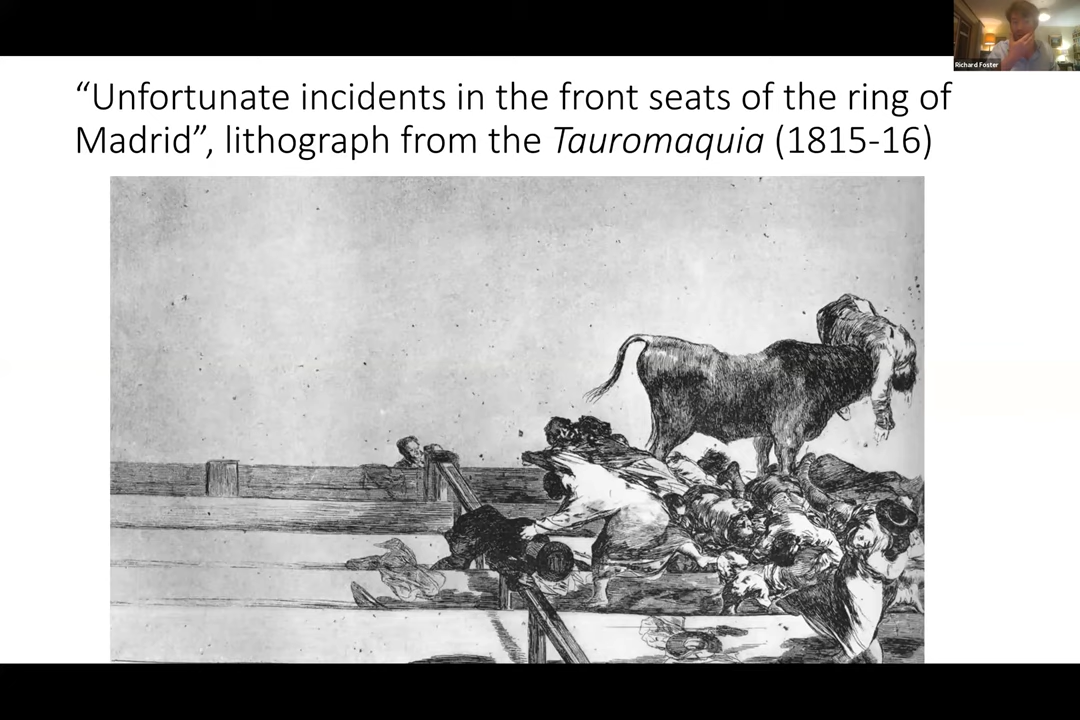 “Unfortunate incidents in the front seats of the ring of
Madrid”, lithograph from the Tauromaquia (1815-16)
Richard Foster